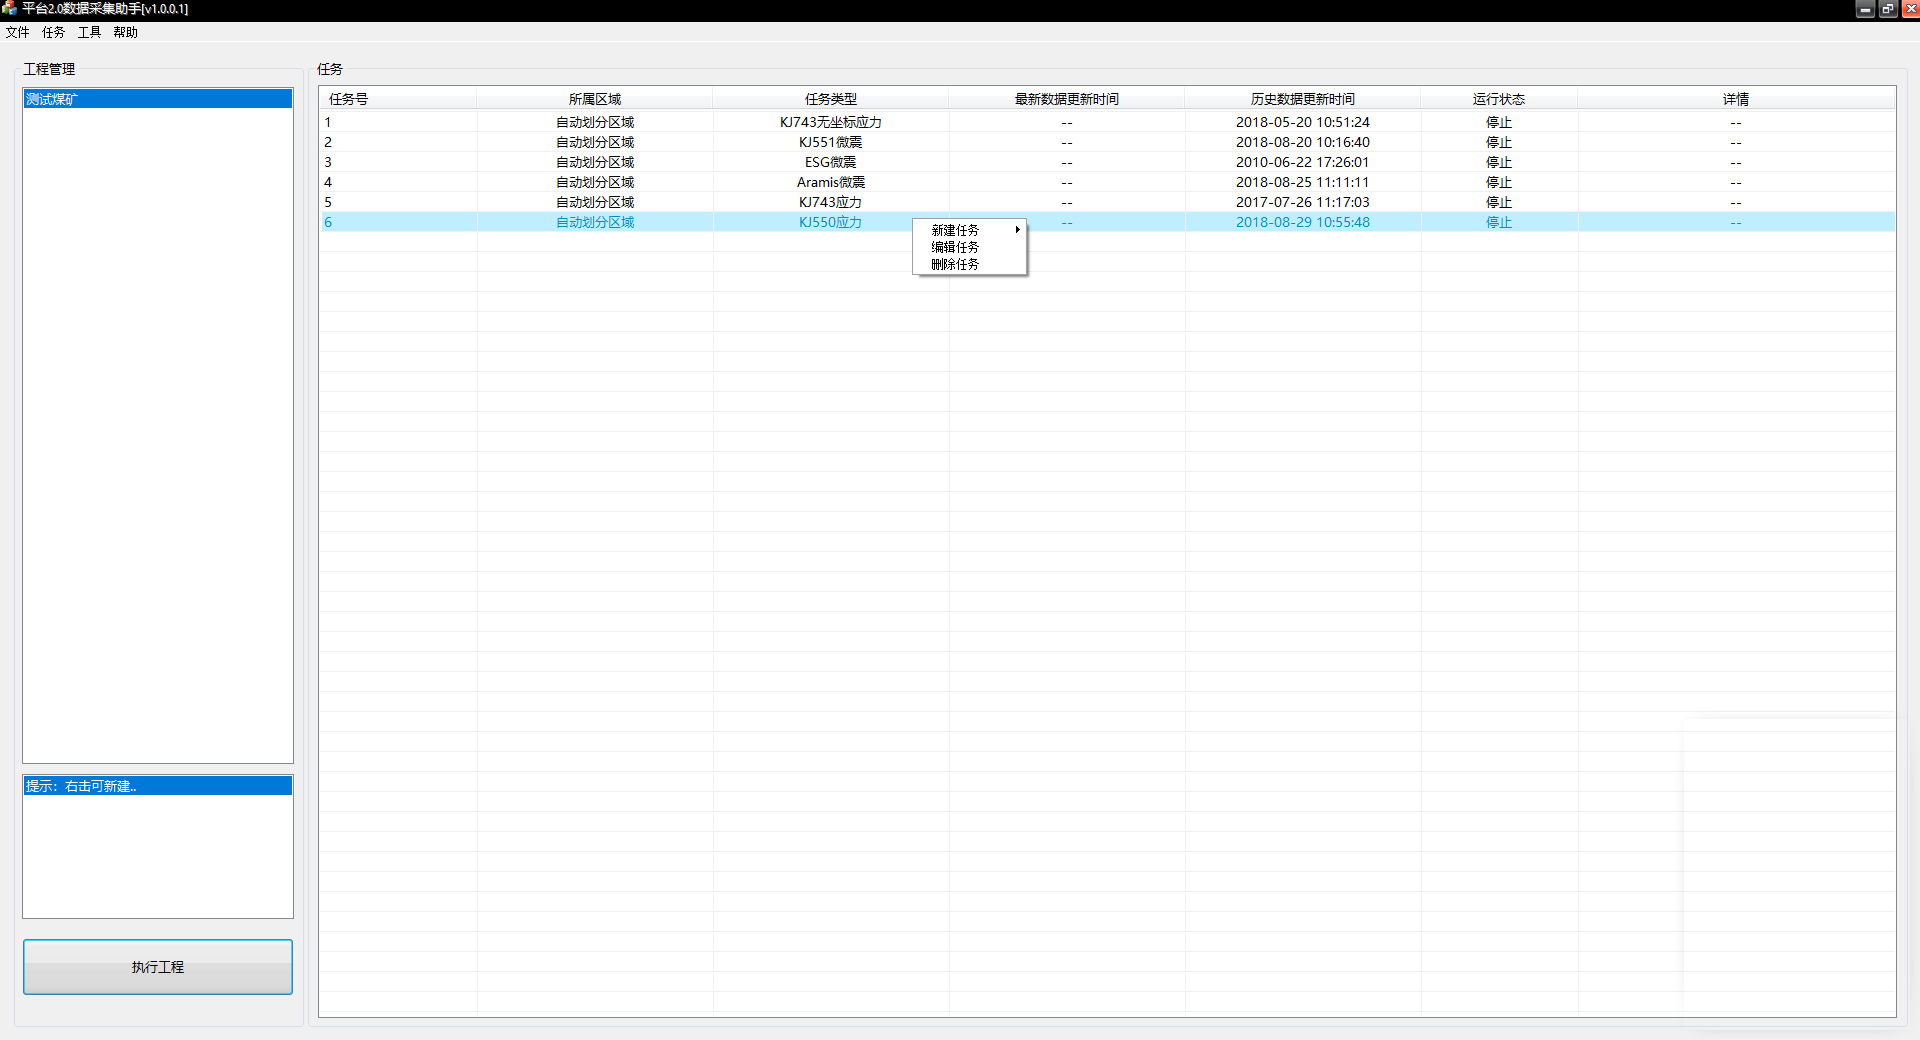 平台2.0数据采集助手[v1.0.0.1]
文件 任务 工具 帮助
工程管理
测试煤矿
提示：右击可新建..
执行工程
任务
任务号 所属区域 任务类型 最新数据更新时间 历史数据更新时间 运行状态 详情
1 自动划分区域 KJ743无坐标应力 -- 2018-05-20 10:51:24 停止 --
2 自动划分区域 KJ551微震 -- 2018-08-20 10:16:40 停止 --
3 自动划分区域 ESG微震 -- 2010-06-22 17:26:01 停止 --
4 自动划分区域 Aramis微震 -- 2018-08-25 11:11:11 停止 --
5 自动划分区域 KJ743应力 -- 2017-07-26 11:17:03 停止 --
6 自动划分区域 KJ550应力 -- 2018-08-29 10:55:48 停止 --
新建任务
编辑任务
删除任务